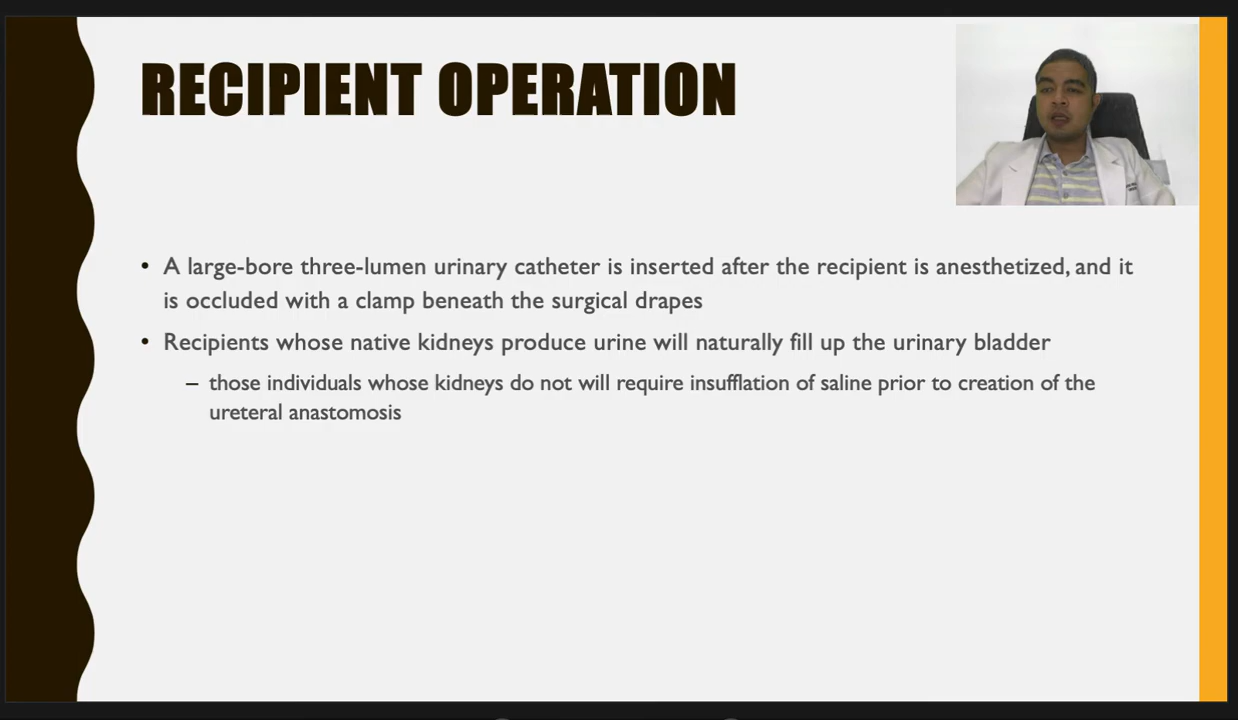 RECIPIENT OPERATION
• A large-bore three-lumen urinary catheter is inserted after the recipient is anesthetized, and it
is occluded with a clamp beneath the surgical drapes
• Recipients whose native kidneys produce urine will naturally fill up the urinary bladder
– those individuals whose kidneys do not will require insufflation of saline prior to creation of the
ureteral anastomosis